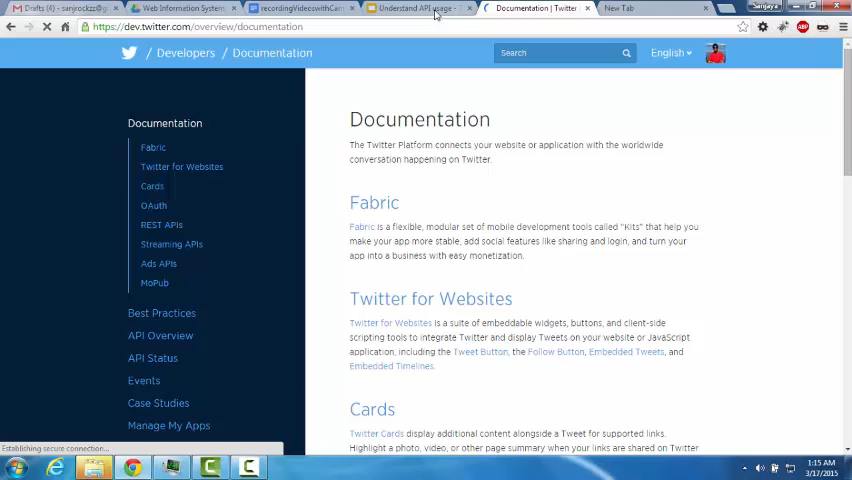 Drafts (4) - sanjrockzz@g
Web Information Systems
recordingVideoswithCam
Understand API usage -
Documentation | Twitter
New Tab
Sanjaya
https://dev.twitter.com/overview/documentation
ABP
Developers / Documentation
Search
English
Documentation
Fabric
Twitter for Websites
Cards
OAuth
REST APIs
Streaming APIs
Ads APIs
MoPub
Best Practices
API Overview
API Status
Events
Case Studies
Manage My Apps
Documentation
The Twitter Platform connects your website or application with the worldwide
conversation happening on Twitter.
Fabric
Fabric is a flexible, modular set of mobile development tools called "Kits" that help you
make your app more stable, add social features like sharing and login, and turn your
app into a business with easy monetization.
Twitter for Websites
Twitter for Websites is a suite of embeddable widgets, buttons, and client-side
scripting tools to integrate Twitter and display Tweets on your website or JavaScript
application, including the Tweet Button, the Follow Button, Embedded Tweets, and
Embedded Timelines.
Cards
Twitter Cards display additional content alongside a Tweet for supported links.
Highlight a photo, video, or other page summary when your links are shared on Twitter
Establishing secure connection...
1:15 AM
3/17/2015